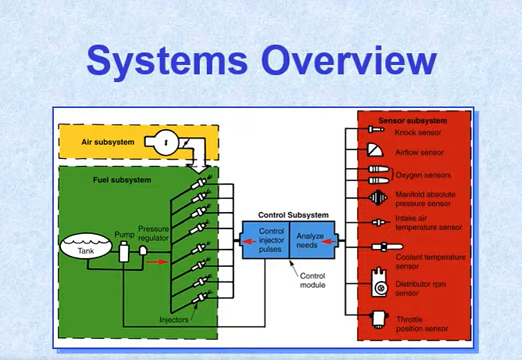 Systems Overview
Air subsystem
Fuel subsystem
Tank
Pump
Pressure
regulator
Injectors
Control Subsystem
Control
injector
pulses
Analyze
needs
Control
module
Sensor subsystem
Knock sensor
Airflow sensor
Oxygen sensors
Manifold absolute
pressure sensor
Intake air
temperature sensor
Coolant temperature
sensor
Distributor rpm
sensor
Throttle
position sensor